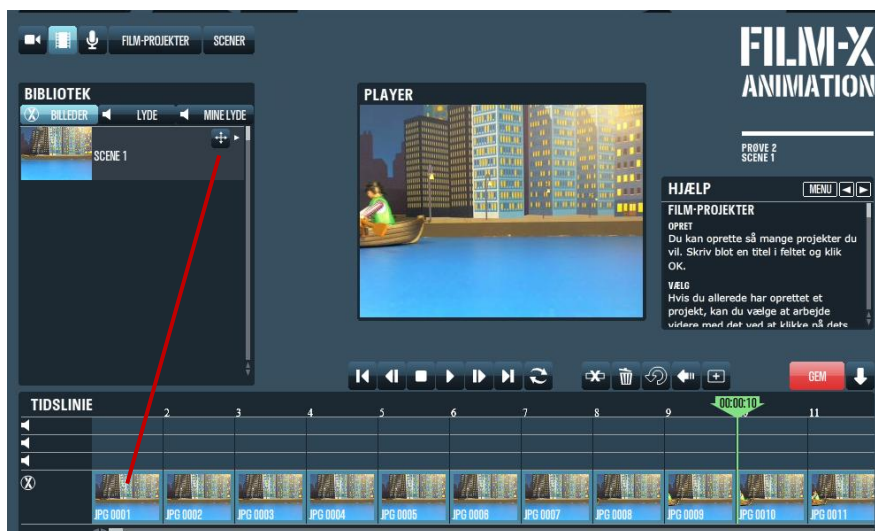 FILM-PROJEKTER
SCENER
FILM-X
ANIMATION
PRØVE 2
SCENE 1
BIBLIOTEK
BILLEDER
LYDE
MINE LYDE
SCENE 1
PLAYER
HJÆLP
MENU
FILM-PROJEKTER
OPRET
Du kan oprette så mange projekter du
vil. Skriv blot en titel i feltet og klik
OK.
VÆLG
Hvis du allerede har oprettet et
projekt, kan du vælge at arbejde
videre med det ved at klikke på dets
GEM
TIDSLINIE
00:00:10
2 3 4 5 6 7 8 9 11
JPG 0001 JPG 0002 JPG 0003 JPG 0004 JPG 0005 JPG 0006 JPG 0007 JPG 0008 JPG 0009 JPG 0010 JPG 0011